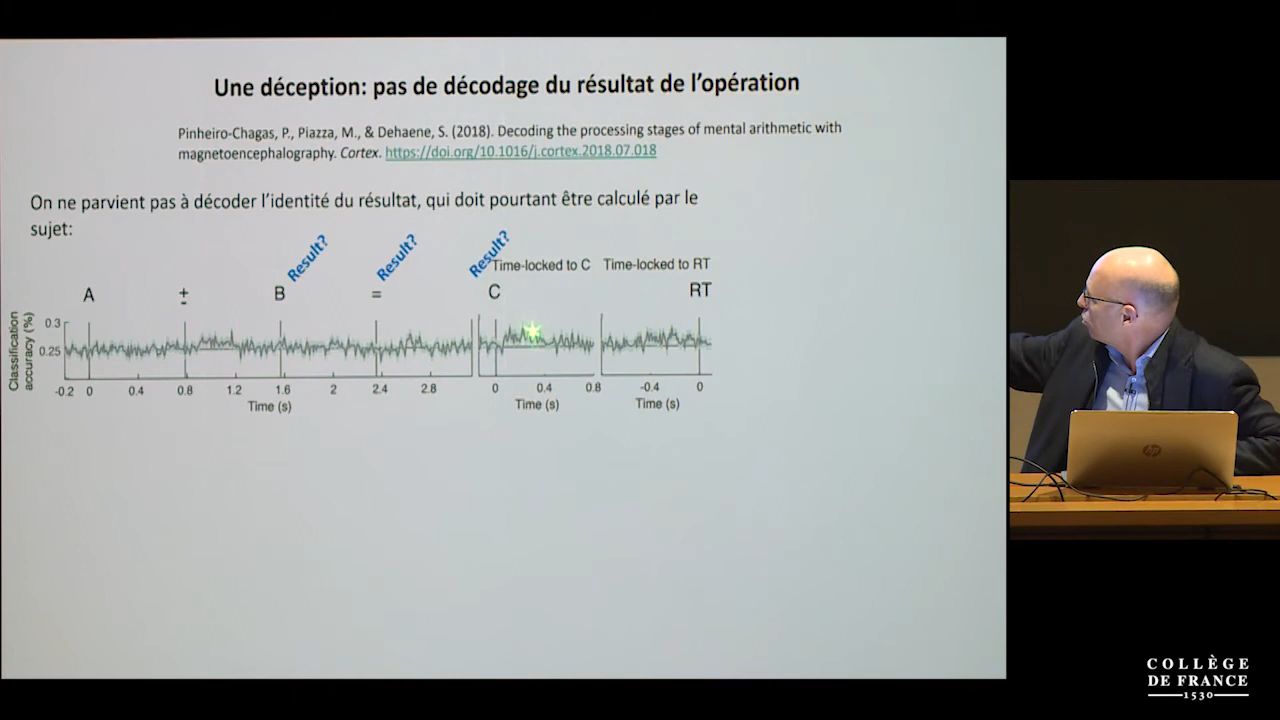 Une déception: pas de décodage du résultat de l'opération
Pinheiro-Chagas, P., Piazza, M., & Dehaene, S. (2018). Decoding the processing stages of mental arithmetic with
magnetoencephalography. Cortex. https://doi.org/10.1016/j.cortex.2018.07.018
On ne parvient pas à décoder l'identité du résultat, qui doit pourtant être calculé par le
sujet:
Result?
Result?
Result?
Time-locked to C
Time-locked to RT
A
±
B
=
C
RT
Classification
accuracy (%)
0.3
0.25
-0.2 0 0.4 0.8 1.2 1.6 2 2.4 2.8
0 0.4 0.8
-0.4 0
Time (s)
Time (s)
Time (s)
hp
COLLÈGE
DE FRANCE
1530